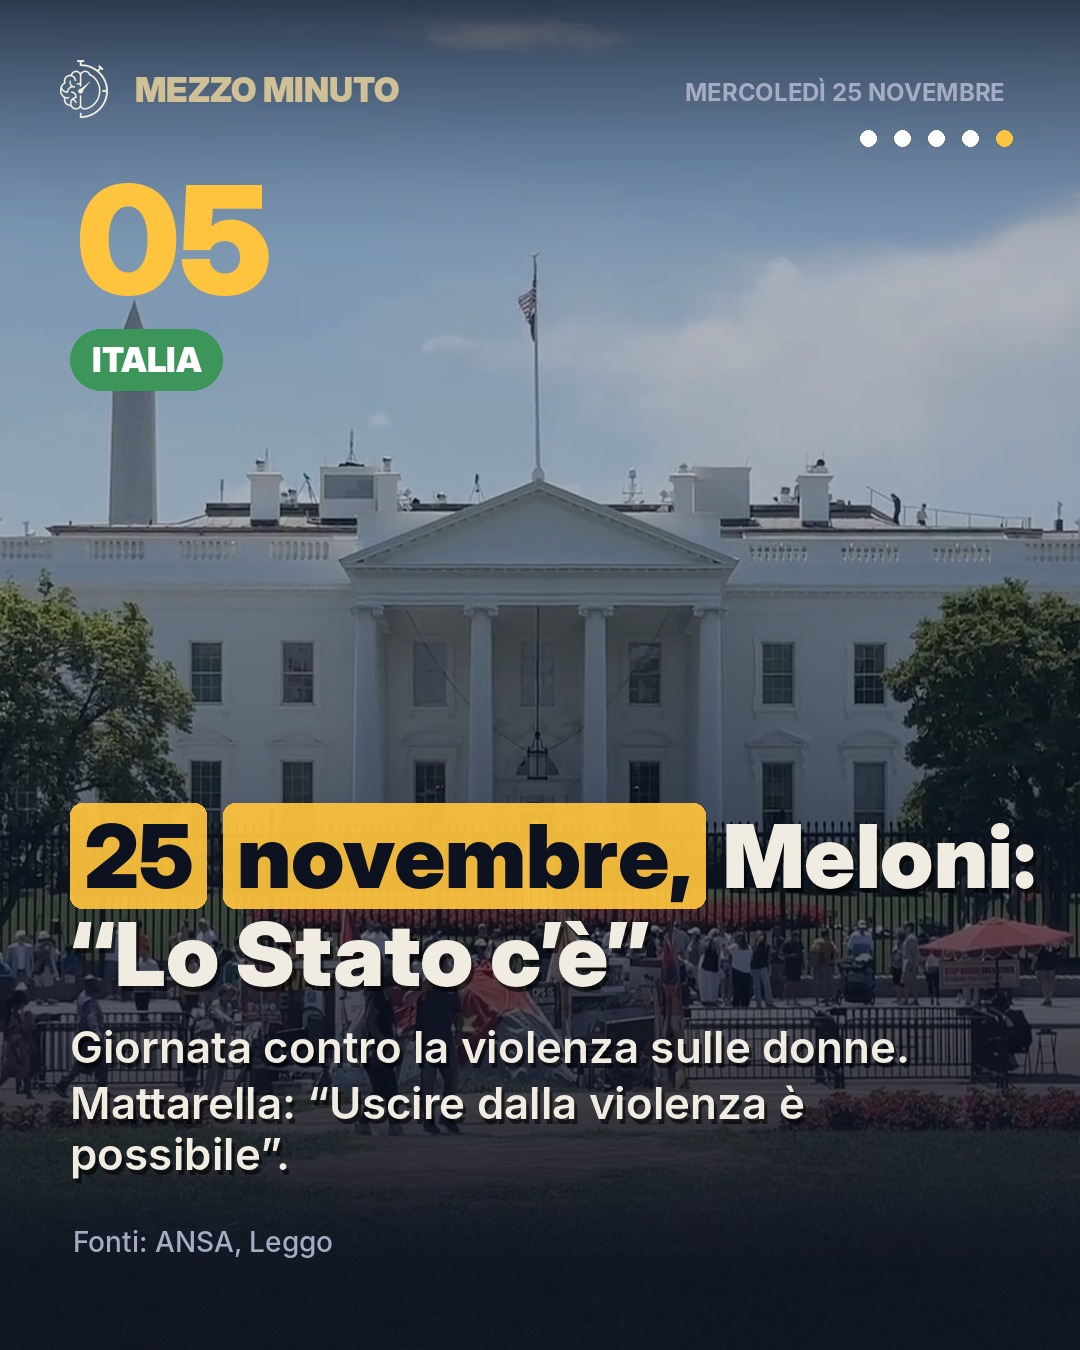 MEZZO MINUTO
MERCOLEDÌ 25 NOVEMBRE
05
ITALIA
25 novembre, Meloni:
“Lo Stato c’è”
Giornata contro la violenza sulle donne.
Mattarella: “Uscire dalla violenza è
possibile”.
Fonti: ANSA, Leggo